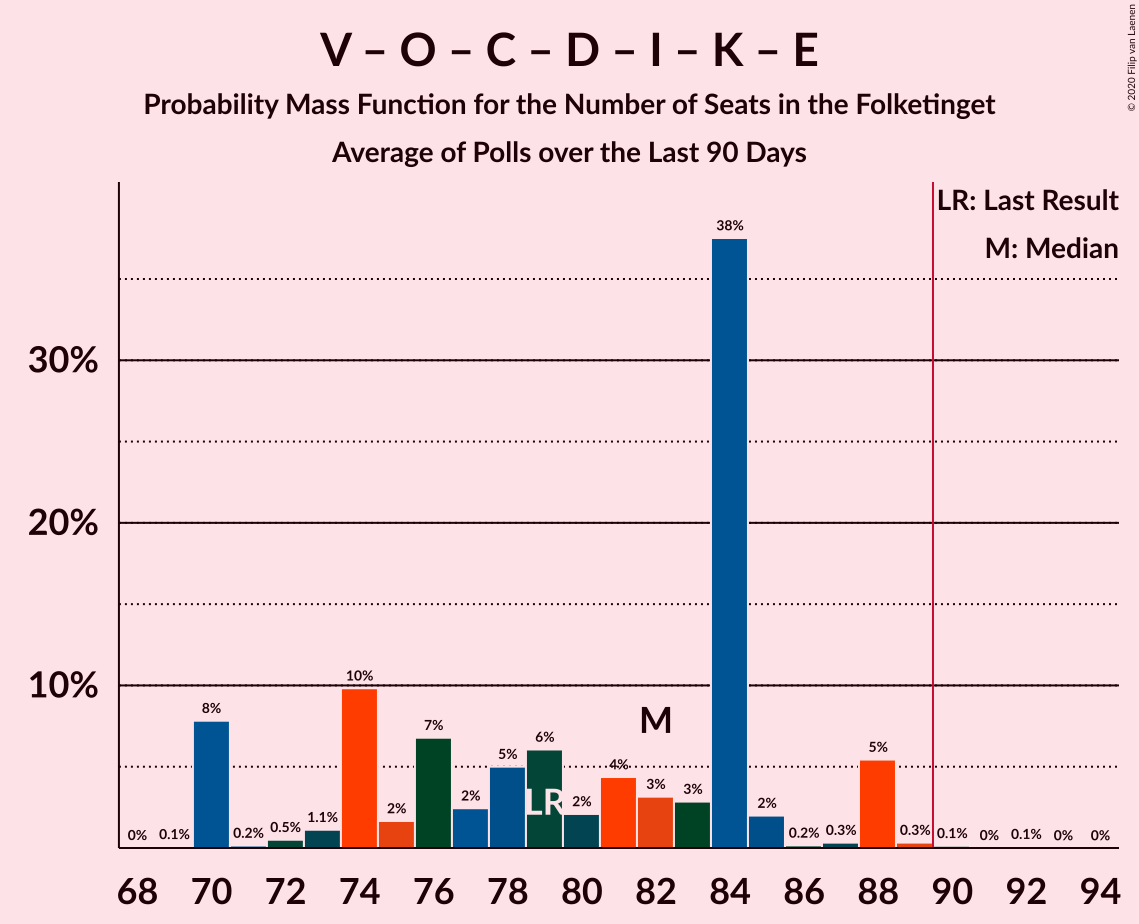 V – O – C – D – I – K – E
Probability Mass Function for the Number of Seats in the Folketinget
Average of Polls over the Last 90 Days
© 2020 Filip van Laenen
LR: Last Result
M: Median
30%
20%
10%
0% 0.1% 8% 0.2% 0.5% 1.1% 10% 2% 7% 2% 5% 6% 2% 4% 3% 3% 38% 2% 0.2% 0.3% 5% 0.3% 0.1% 0% 0.1% 0% 0%
M
LR
68 70 72 74 76 78 80 82 84 86 88 90 92 94